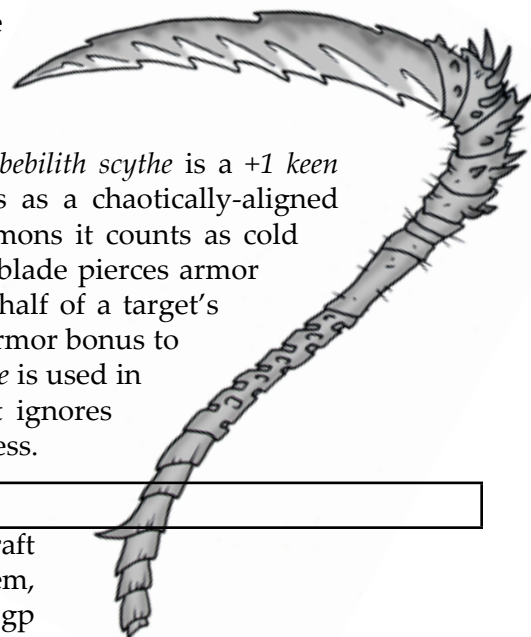 e
bebilith scythe is a +1 keen
s as a chaotically-aligned
mons it counts as cold
blade pierces armor
half of a target's
rmor bonus to
e is used in
t ignores
ess.
raft
em,
gp